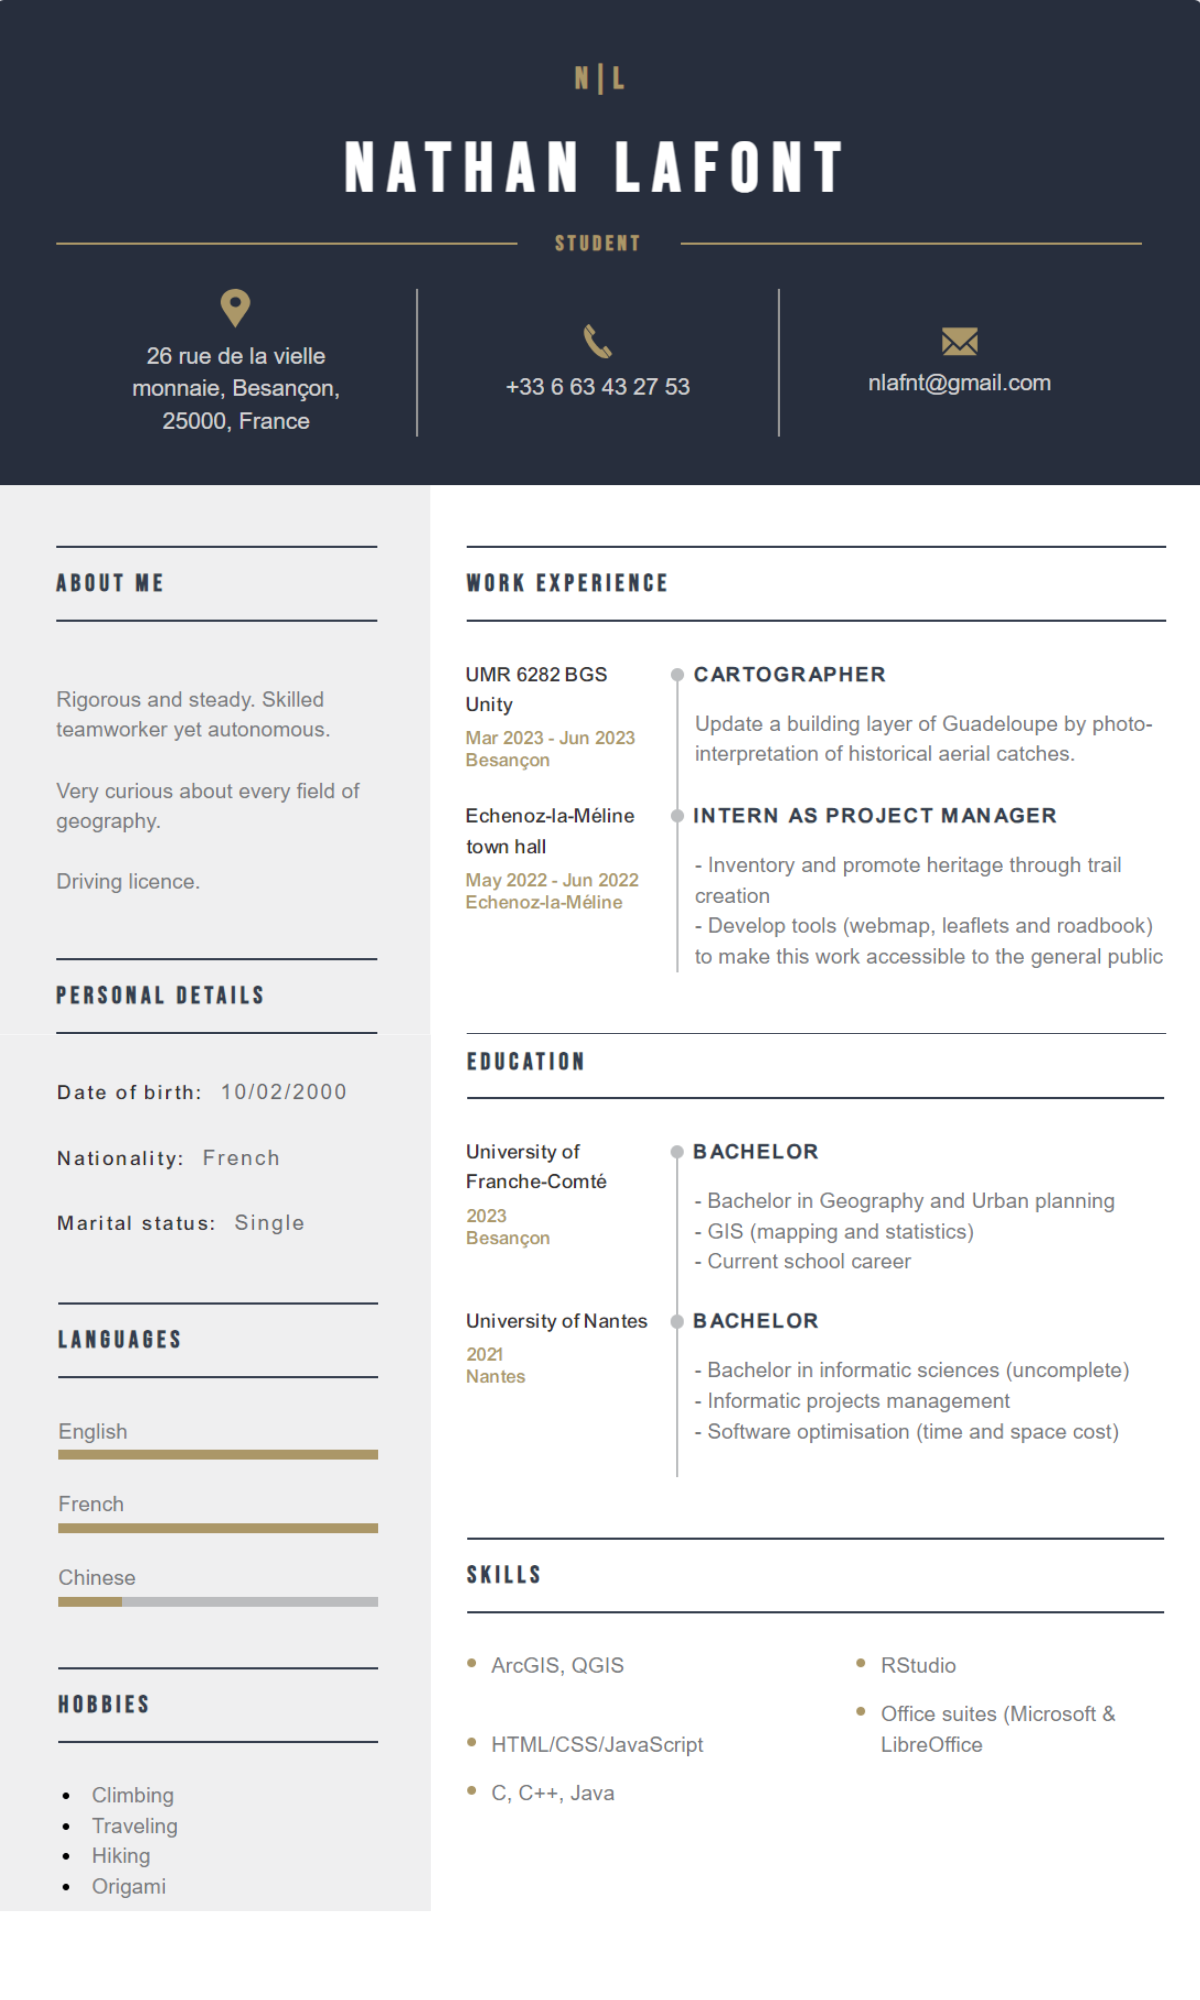 N|L
NATHAN LAFONT
STUDENT
26 rue de la vielle
monnaie, Besançon,
25000, France
+33 6 63 43 27 53
nlafnt@gmail.com
ABOUT ME
Rigorous and steady. Skilled
teamworker yet autonomous.
Very curious about every field of
geography.
Driving licence.
PERSONAL DETAILS
Date of birth: 10/02/2000
Nationality: French
Marital status: Single
LANGUAGES
English
French
Chinese
HOBBIES
• Climbing
• Traveling
• Hiking
• Origami
WORK EXPERIENCE
UMR 6282 BGS
Unity
Mar 2023 - Jun 2023
Besançon
CARTOGRAPHER
Update a building layer of Guadeloupe by photo-
interpretation of historical aerial catches.
Echenoz-la-Méline
town hall
May 2022 - Jun 2022
Echenoz-la-Méline
INTERN AS PROJECT MANAGER
- Inventory and promote heritage through trail
creation
- Develop tools (webmap, leaflets and roadbook)
to make this work accessible to the general public
EDUCATION
University of
Franche-Comté
2023
Besançon
BACHELOR
- Bachelor in Geography and Urban planning
- GIS (mapping and statistics)
- Current school career
University of Nantes
2021
Nantes
BACHELOR
- Bachelor in informatic sciences (uncomplete)
- Informatic projects management
- Software optimisation (time and space cost)
SKILLS
• ArcGIS, QGIS
• HTML/CSS/JavaScript
• C, C++, Java
• RStudio
• Office suites (Microsoft &
LibreOffice